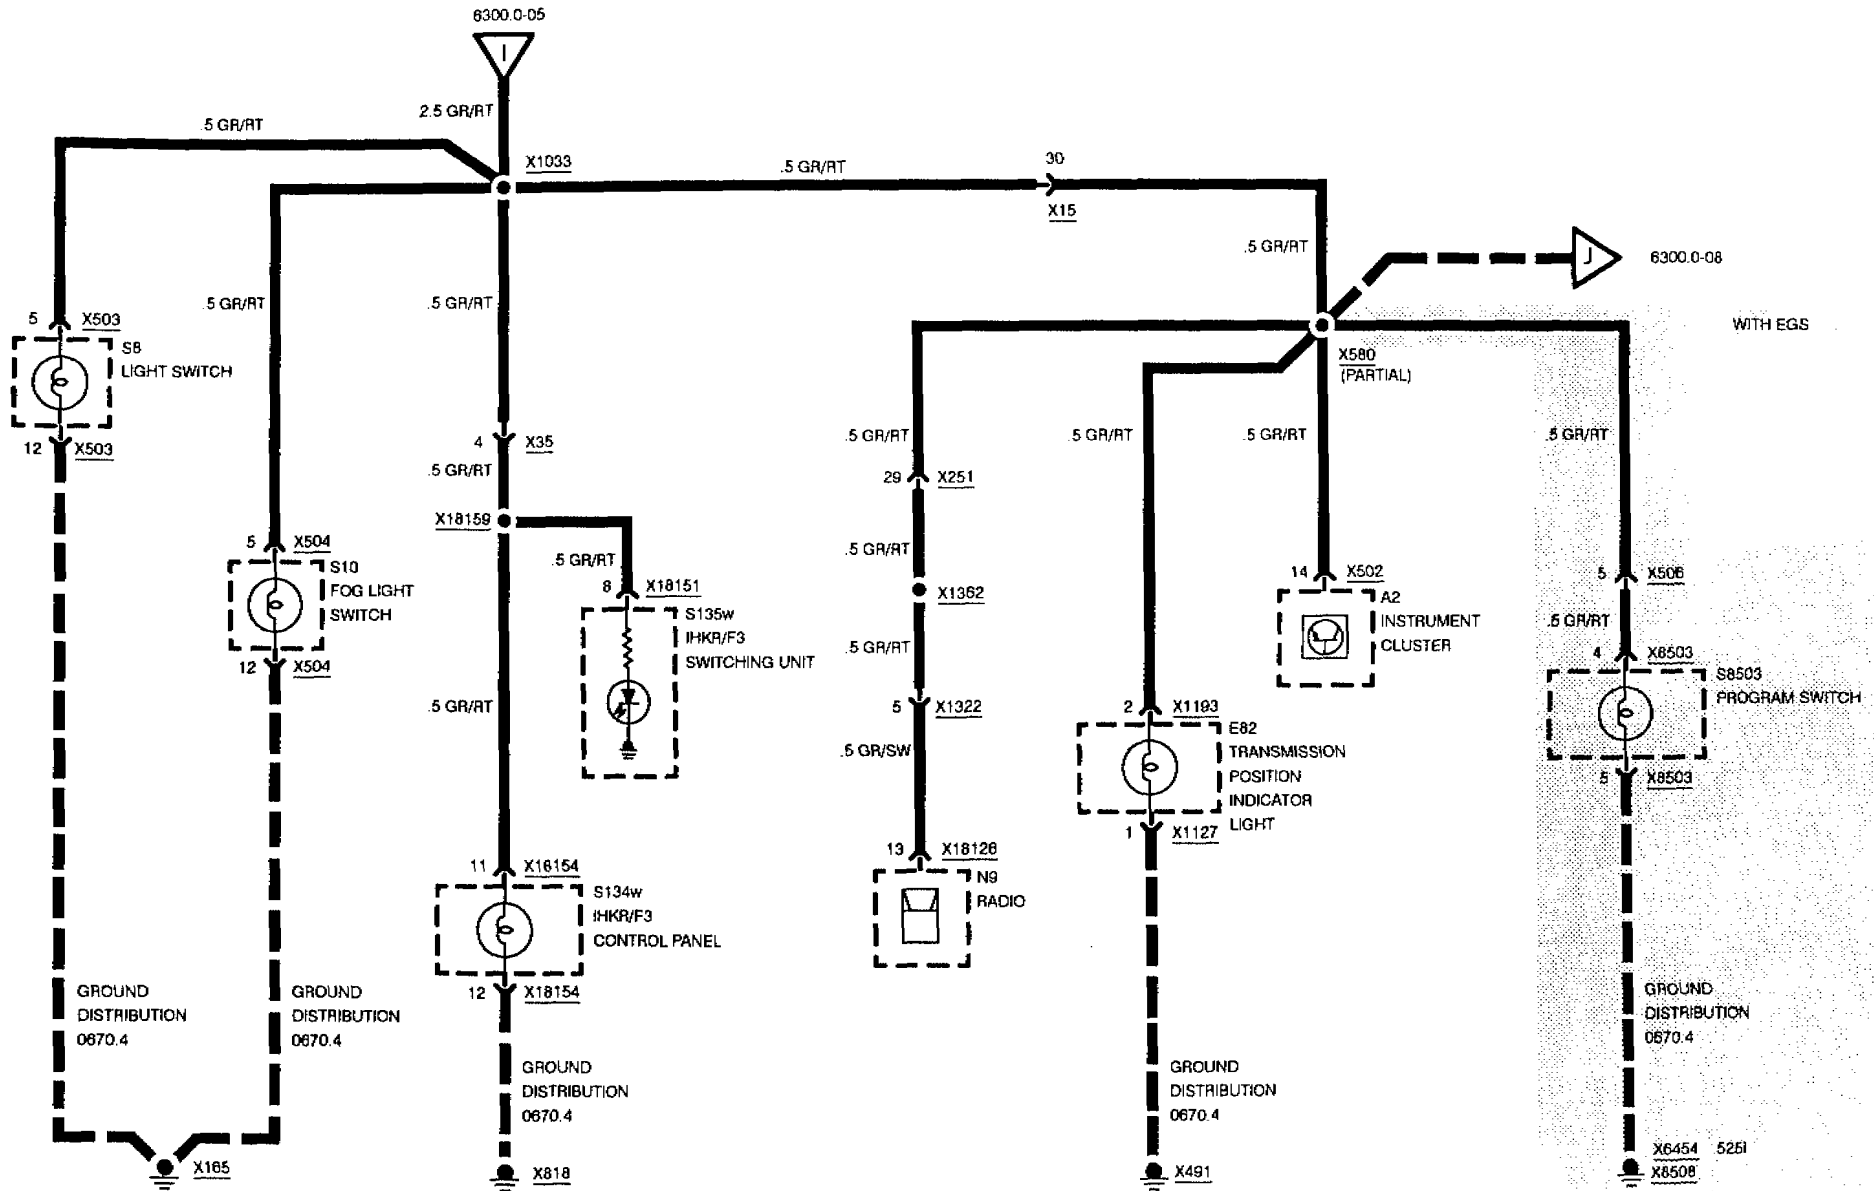 6300.0-05
I
2.5 GR/RT
.5 GR/RT
X1033
.5 GR/RT
30
X15
.5 GR/RT
J
6300.0-08
WITH EGS
X580
(PARTIAL)
5 X503
S8
LIGHT SWITCH
12 X503
.5 GR/RT
.5 GR/RT
4 X35
.5 GR/RT
X18159
.5 GR/RT
8 X18151
S135w
IHKR/F3
SWITCHING UNIT
5 X504
S10
FOG LIGHT
SWITCH
12 X504
.5 GR/RT
11 X16154
S134w
IHKR/F3
CONTROL PANEL
12 X18154
.5 GR/RT
29 X251
.5 GR/RT
X1362
.5 GR/RT
5 X1322
.5 GR/SW
13 X18126
N9
RADIO
.5 GR/RT
2 X1193
E82
TRANSMISSION
POSITION
INDICATOR
LIGHT
1 X1127
.5 GR/RT
14 X502
A2
INSTRUMENT
CLUSTER
.5 GR/RT
5 X506
.5 GR/RT
4 X8503
S8503
PROGRAM SWITCH
5 X8503
GROUND
DISTRIBUTION
0670.4
GROUND
DISTRIBUTION
0670.4
GROUND
DISTRIBUTION
0670.4
GROUND
DISTRIBUTION
0670.4
GROUND
DISTRIBUTION
0670.4
X165
X818
X491
X6454 525i
X8508